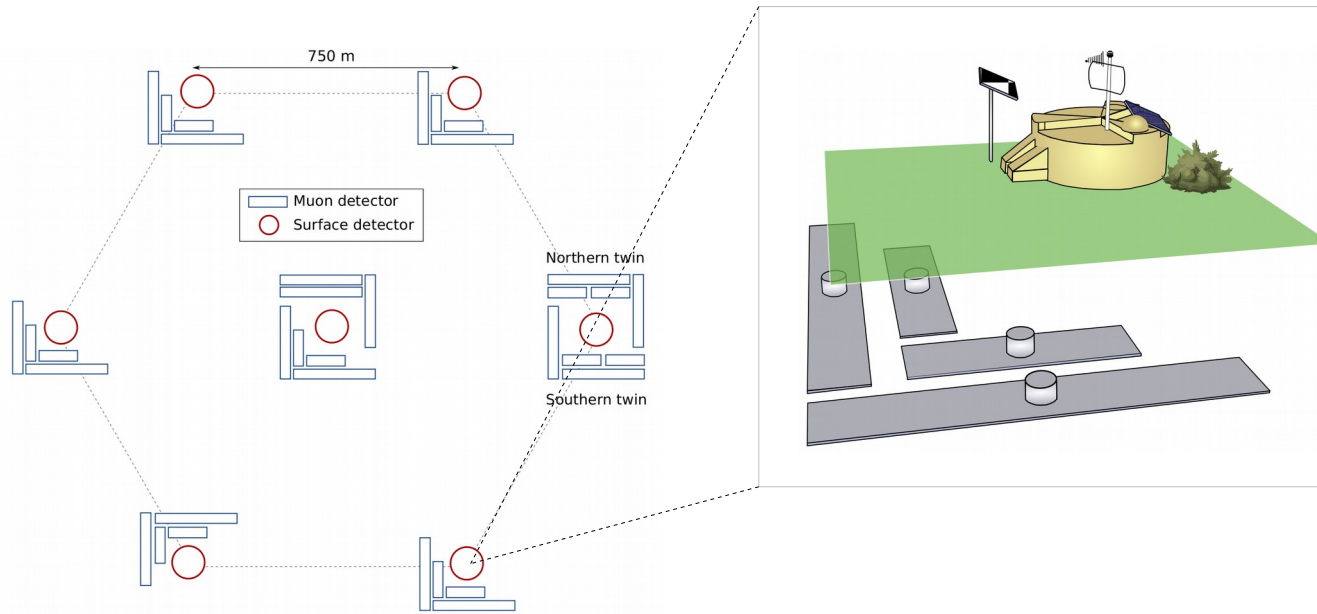 750 m
Muon detector
Surface detector
Northern twin
Southern twin